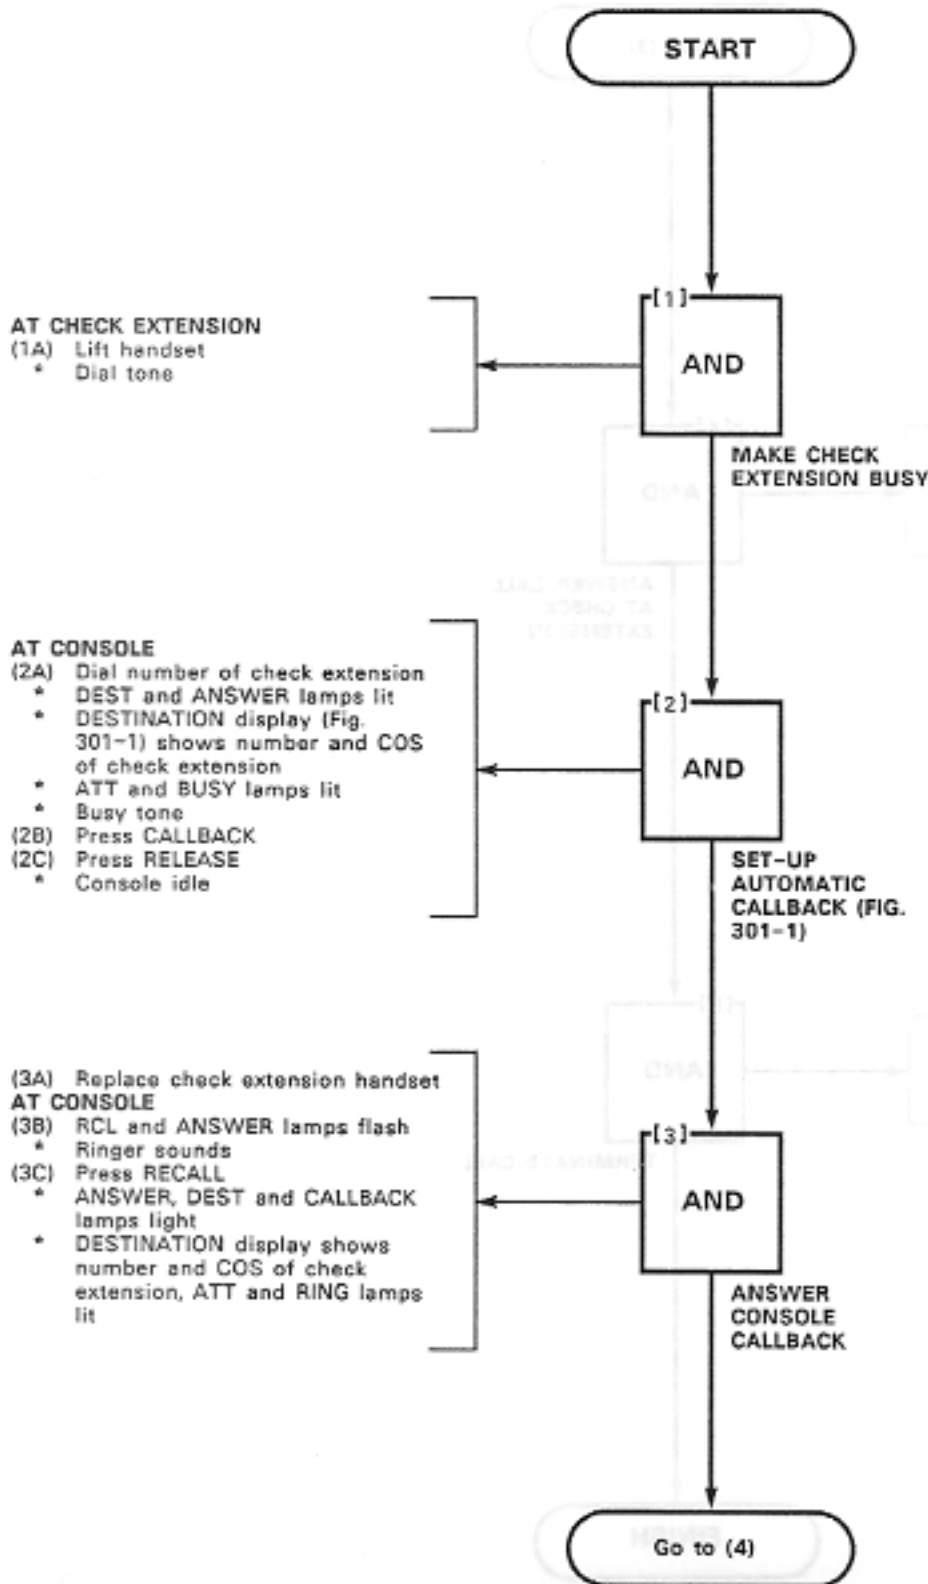 START
[1]
AND
AT CHECK EXTENSION
(1A) Lift handset
* Dial tone
MAKE CHECK
EXTENSION BUSY
[2]
AND
AT CONSOLE
(2A) Dial number of check extension
* DEST and ANSWER lamps lit
* DESTINATION display (Fig.
301-1) shows number and COS
of check extension
* ATT and BUSY lamps lit
* Busy tone
(2B) Press CALLBACK
(2C) Press RELEASE
* Console idle
SET-UP
AUTOMATIC
CALLBACK (FIG.
301-1)
[3]
AND
(3A) Replace check extension handset
AT CONSOLE
(3B) RCL and ANSWER lamps flash
* Ringer sounds
(3C) Press RECALL
* ANSWER, DEST and CALLBACK
lamps light
* DESTINATION display shows
number and COS of check
extension, ATT and RING lamps
lit
ANSWER
CONSOLE
CALLBACK
Go to (4)